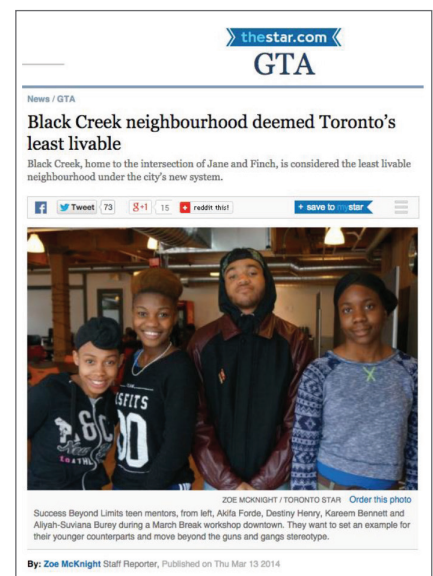 thestar.com
GTA
News / GTA
Black Creek neighbourhood deemed Toronto's
least livable
Black Creek, home to the intersection of Jane and Finch, is considered the least livable
neighbourhood under the city's new system.
Tweet 73 +1 15 reddit this! + save to mystar
SFITS
ZOE MCKNIGHT / TORONTO STAR Order this photo
Success Beyond Limits teen mentors, from left, Akifa Forde, Destiny Henry, Kareem Bennett and
Aliyah-Suviana Burey during a March Break workshop downtown. They want to set an example for
their younger counterparts and move beyond the guns and gangs stereotype.
By: Zoe McKnight Staff Reporter, Published on Thu Mar 13 2014